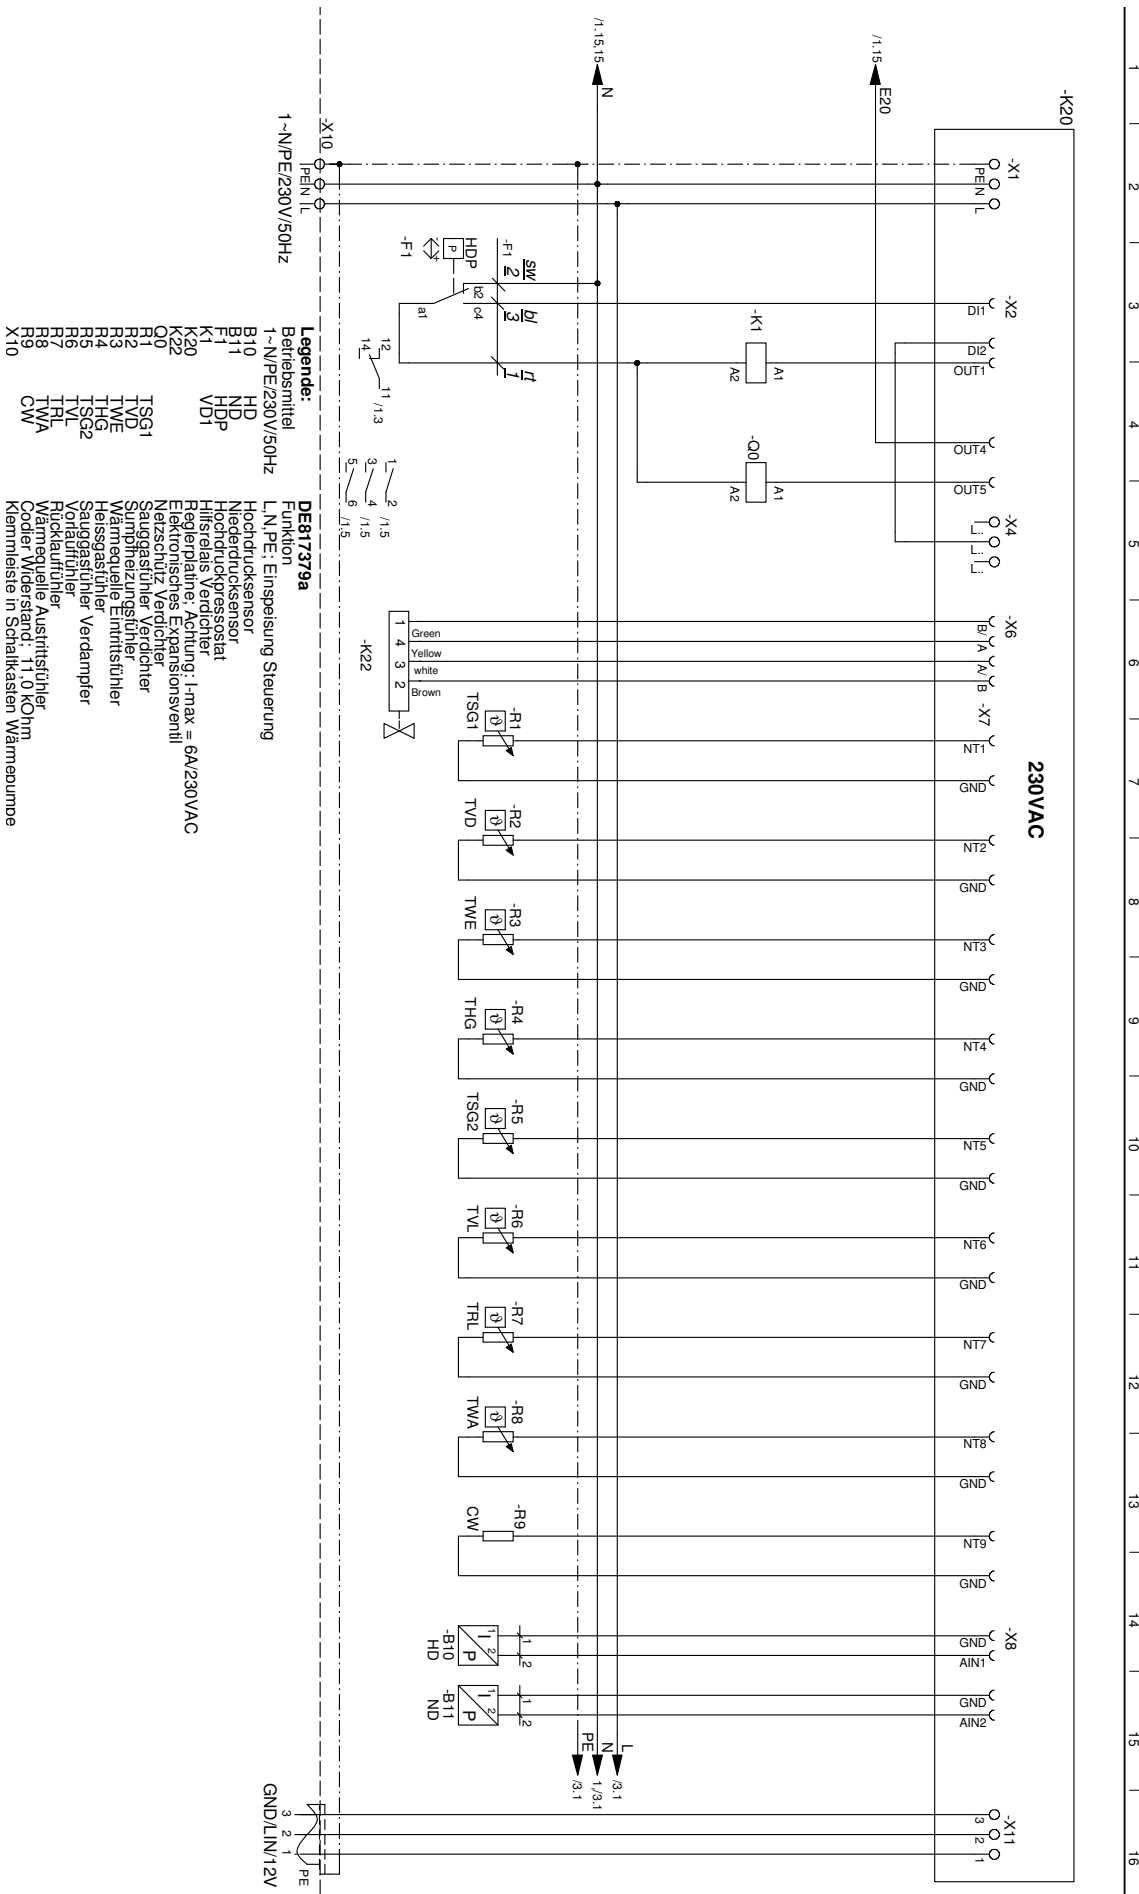 1
2
3
4
5
6
7
8
9
10
11
12
13
14
15
16
-K20
230VAC
/1.15
E20
/1.15,15
N
-X1
PE
N
L
-X2
DI1
DI2
OUT1
OUT4
OUT5
-X4
L..
L..
L..
-X6
B/
A
A/
B
-X7
NT1
GND
NT2
GND
NT3
GND
NT4
GND
NT5
GND
NT6
GND
NT7
GND
NT8
GND
NT9
GND
-X8
GND
AIN1
GND
AIN2
-X11
3
2
1
-K1
A1
A2
-Q0
A1
A2
-F1
sw
2
bl
3
rt
1
HDP
P
-F1
b2
c4
a1
12
14
11
/1.3
1
2
/1.5
3
4
/1.5
5
6
/1.5
-K22
1
4
3
2
Green
Yellow
white
Brown
-R1
TSG1
ϑ
-R2
TVD
ϑ
-R3
TWE
ϑ
-R4
THG
ϑ
-R5
TSG2
ϑ
-R6
TVL
ϑ
-R7
TRL
ϑ
-R8
TWA
ϑ
-R9
CW
1
2
1
I
2
P
-B10
HD
1
2
1
I
2
P
-B11
ND
L
/3.1
N
1,/3.1
PE
/3.1
-X10
PE
N
L
1~N/PE/230V/50Hz
3
2
1
PE
GND/LIN/12V
Legende: DE817379a
Betriebsmittel Funktion
1~N/PE/230V/50Hz L,N,PE; Einspeisung Steuerung
B10 HD Hochdrucksensor
B11 ND Niederdrucksensor
F1 HDP Hochdruckpressostat
K1 VD1 Hilfsrelais Verdichter
K20 Reglerplatine; Achtung: I-max = 6A/230VAC
K22 Elektronisches Expansionsventil
Q0 Netzschütz Verdichter
R1 TSG1 Sauggasfühler Verdichter
R2 TVD Sumpfheizungsfühler
R3 TWE Wärmequelle Eintrittsfühler
R4 THG Heissgasfühler
R5 TSG2 Sauggasfühler Verdampfer
R6 TVL Vorlauffühler
R7 TRL Rücklauffühler
R8 TWA Wärmequelle Austrittsfühler
R9 CW Codier Widerstand; 11,0 kOhm
X10 Klemmleiste in Schaltkasten Wärmepumpe